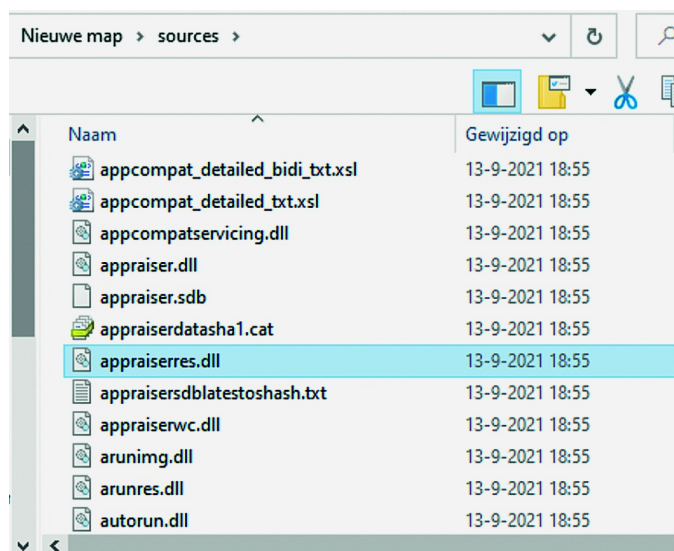 Nieuwe map > sources >
Naam Gewijzigd op
appcompat_detailed_bidi_txt.xsl 13-9-2021 18:55
appcompat_detailed_txt.xsl 13-9-2021 18:55
appcompatservicing.dll 13-9-2021 18:55
appraiser.dll 13-9-2021 18:55
appraiser.sdb 13-9-2021 18:55
appraiserdatasha1.cat 13-9-2021 18:55
appraiserres.dll 13-9-2021 18:55
appraisersdblatestoshash.txt 13-9-2021 18:55
appraiserwc.dll 13-9-2021 18:55
arunimg.dll 13-9-2021 18:55
arunres.dll 13-9-2021 18:55
autorun.dll 13-9-2021 18:55